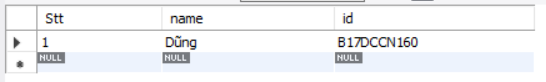 Stt name id
1 Dũng B17DCCN160
NULL NULL NULL